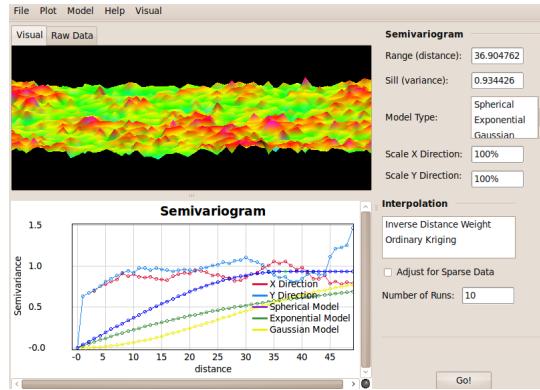 File Plot Model Help Visual
Visual Raw Data
Semivariogram
Range (distance): 36.904762
Sill (variance): 0.934426
Model Type: Spherical
Exponential
Gaussian
Scale X Direction: 100%
Scale Y Direction: 100%
Interpolation
Inverse Distance Weight
Ordinary Kriging
Adjust for Sparse Data
Number of Runs: 10
Go!
Semivariogram
Semivariance
1.5
1.0
0.5
-0.0
X Direction
Y Direction
Spherical Model
Exponential Model
Gaussian Model
-0 5 10 15 20 25 30 35 40 45
distance